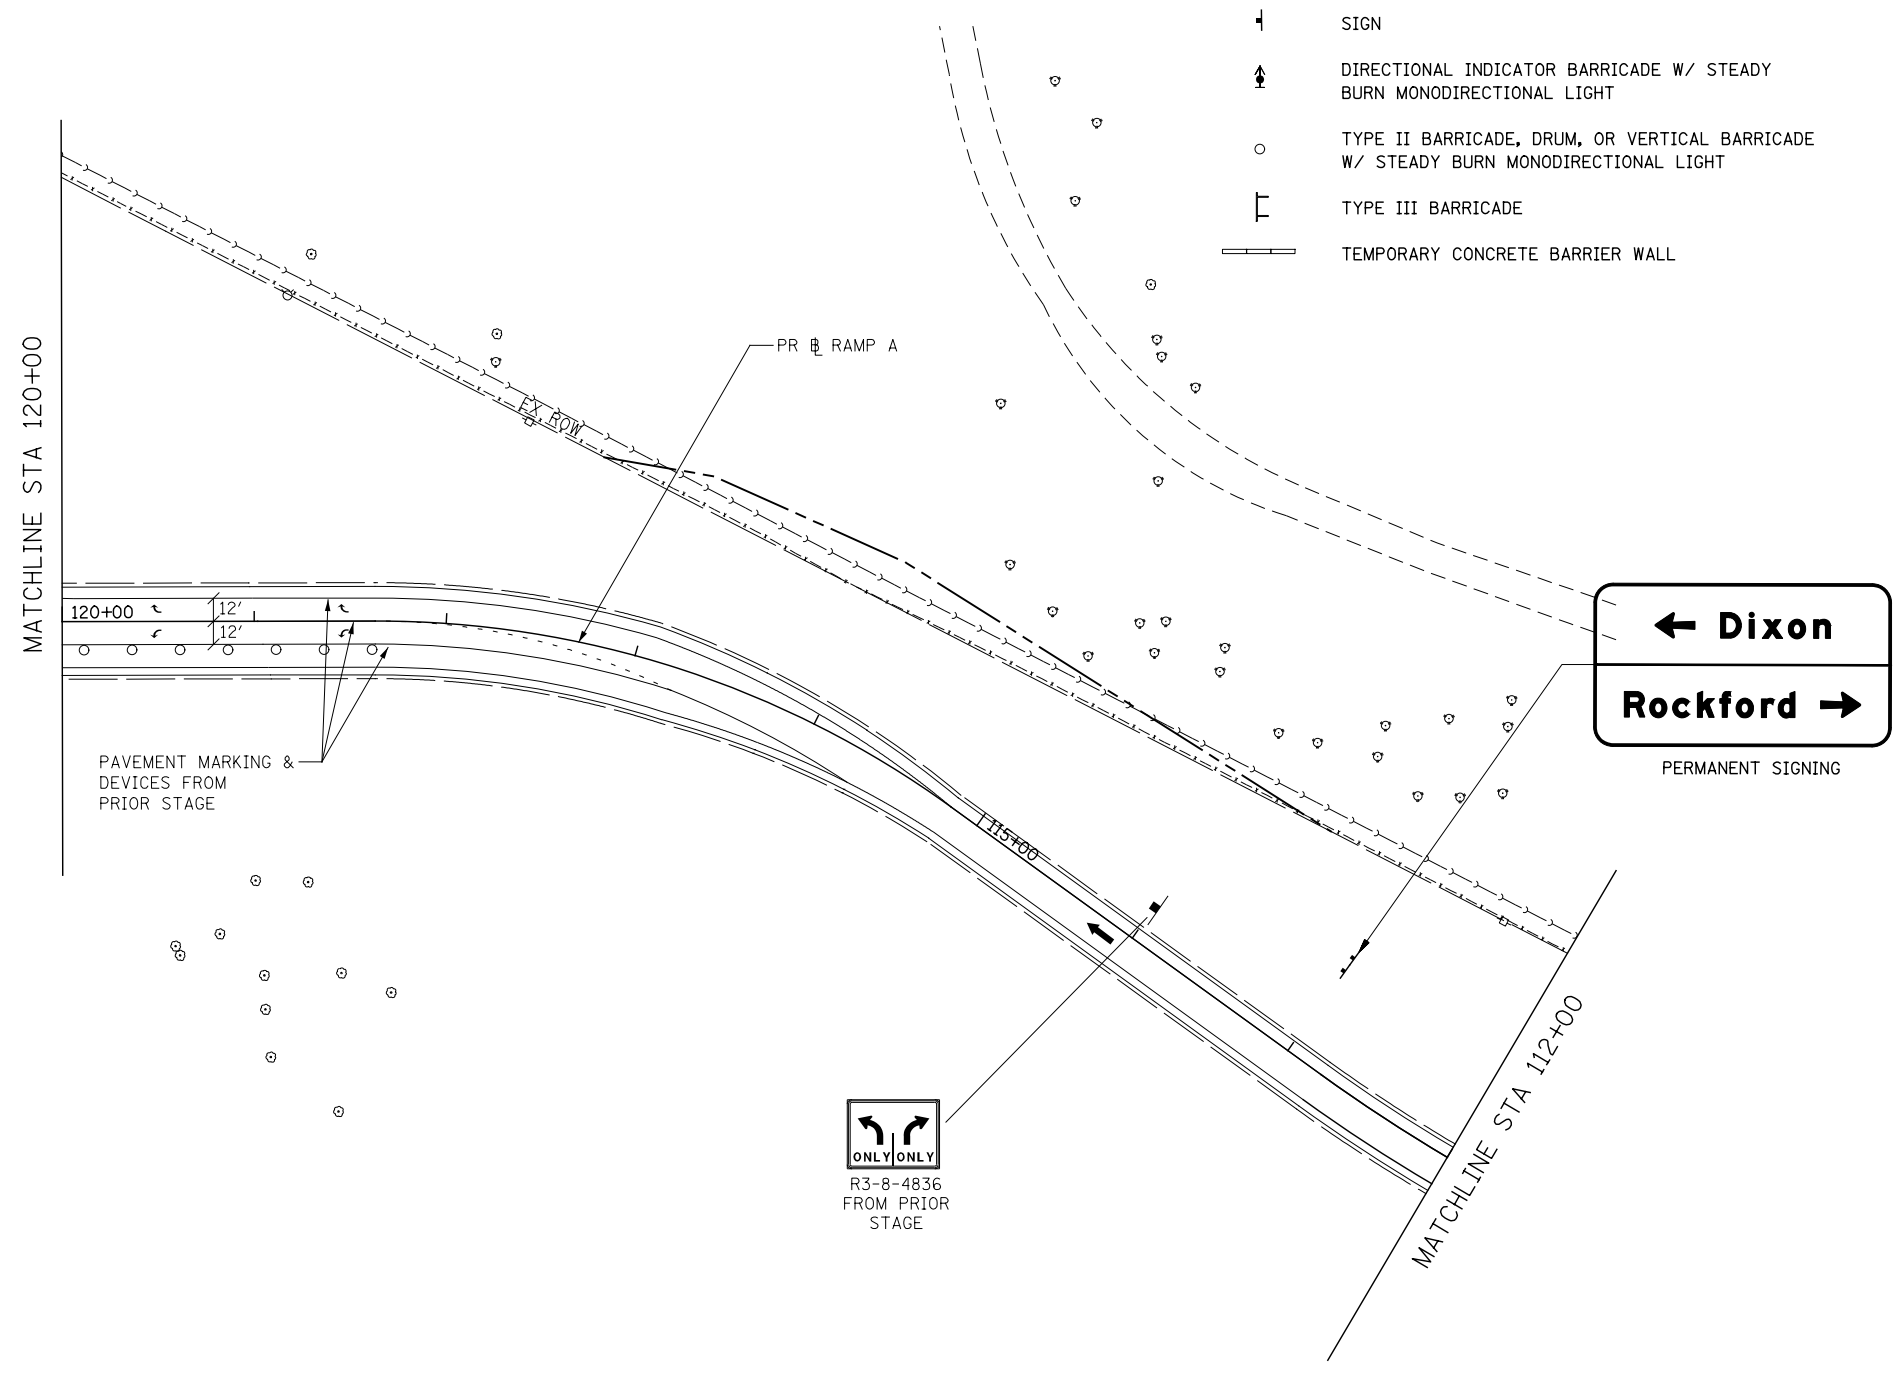 SIGN
DIRECTIONAL INDICATOR BARRICADE W/ STEADY
BURN MONODIRECTIONAL LIGHT
TYPE II BARRICADE, DRUM, OR VERTICAL BARRICADE
W/ STEADY BURN MONODIRECTIONAL LIGHT
TYPE III BARRICADE
TEMPORARY CONCRETE BARRIER WALL
MATCHLINE STA 120+00
PR BL RAMP A
EX ROW
120+00
12'
12'
PAVEMENT MARKING &
DEVICES FROM
PRIOR STAGE
115+00
Dixon
Rockford
PERMANENT SIGNING
MATCHLINE STA 112+00
ONLY ONLY
R3-8-4836
FROM PRIOR
STAGE